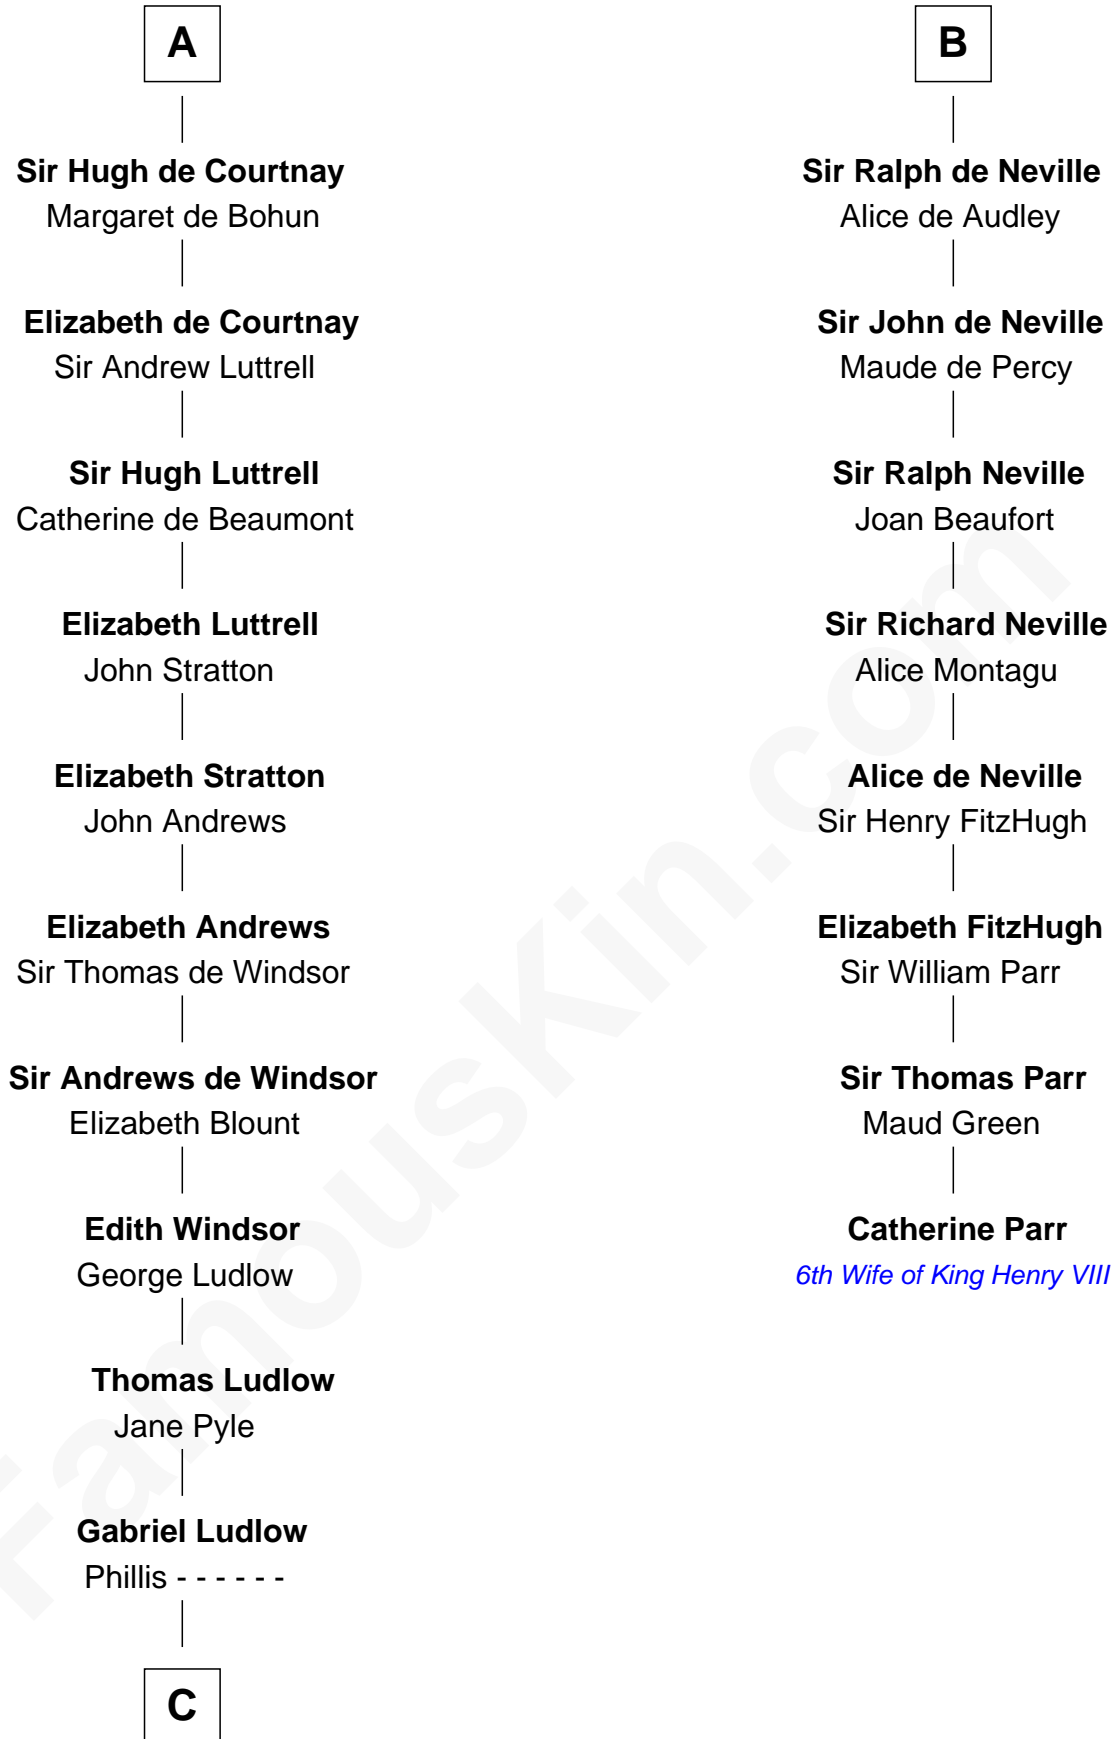 A
Sir Hugh de Courtnay
Margaret de Bohun
Elizabeth de Courtnay
Sir Andrew Luttrell
Sir Hugh Luttrell
Catherine de Beaumont
Elizabeth Luttrell
John Stratton
Elizabeth Stratton
John Andrews
Elizabeth Andrews
Sir Thomas de Windsor
Sir Andrews de Windsor
Elizabeth Blount
Edith Windsor
George Ludlow
Thomas Ludlow
Jane Pyle
Gabriel Ludlow
Phillis - - - - - -
C
B
Sir Ralph de Neville
Alice de Audley
Sir John de Neville
Maude de Percy
Sir Ralph Neville
Joan Beaufort
Sir Richard Neville
Alice Montagu
Alice de Neville
Sir Henry FitzHugh
Elizabeth FitzHugh
Sir William Parr
Sir Thomas Parr
Maud Green
Catherine Parr
6th Wife of King Henry VIII
FamousKin.com